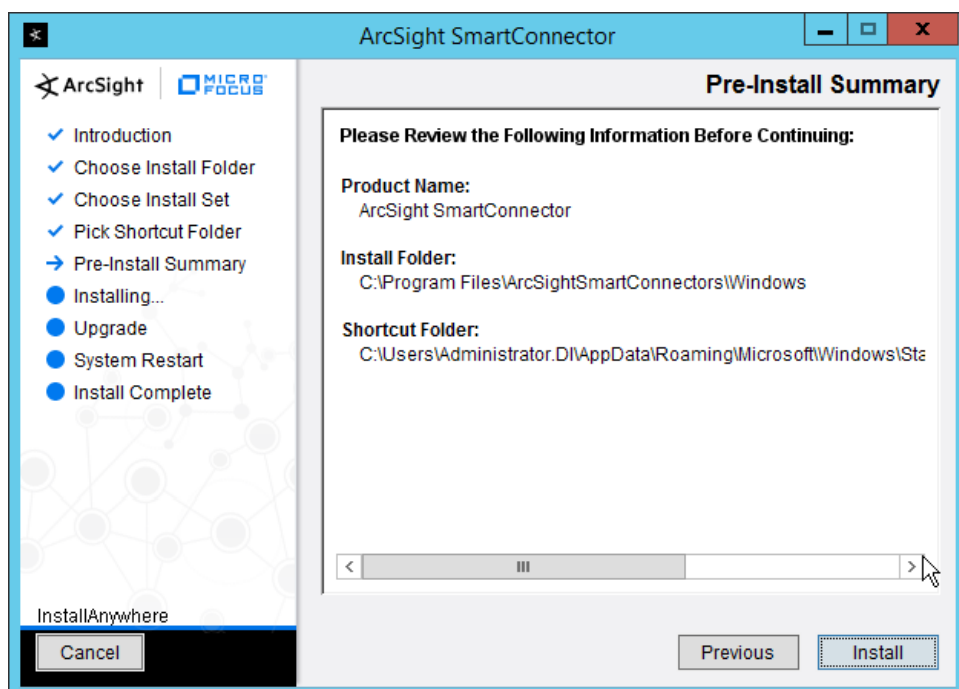 ArcSight SmartConnector
ArcSight
MICRO
FOCUS
Pre-Install Summary
Introduction
Choose Install Folder
Choose Install Set
Pick Shortcut Folder
Pre-Install Summary
Installing...
Upgrade
System Restart
Install Complete
Please Review the Following Information Before Continuing:
Product Name:
ArcSight SmartConnector
Install Folder:
C:\Program Files\ArcSightSmartConnectors\Windows
Shortcut Folder:
C:\Users\Administrator.DI\AppData\Roaming\Microsoft\Windows\Sta
InstallAnywhere
Cancel
Previous
Install